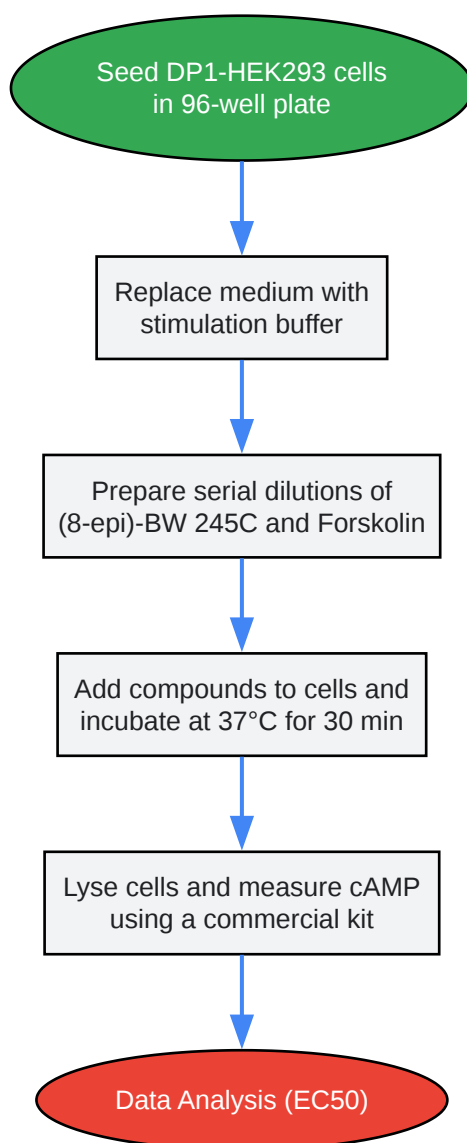 Seed DP1-HEK293 cells
in 96-well plate
Replace medium with
stimulation buffer
Prepare serial dilutions of
(8-epi)-BW 245C and Forskolin
Add compounds to cells and
incubate at 37°C for 30 min
Lyse cells and measure cAMP
using a commercial kit
Data Analysis (EC50)